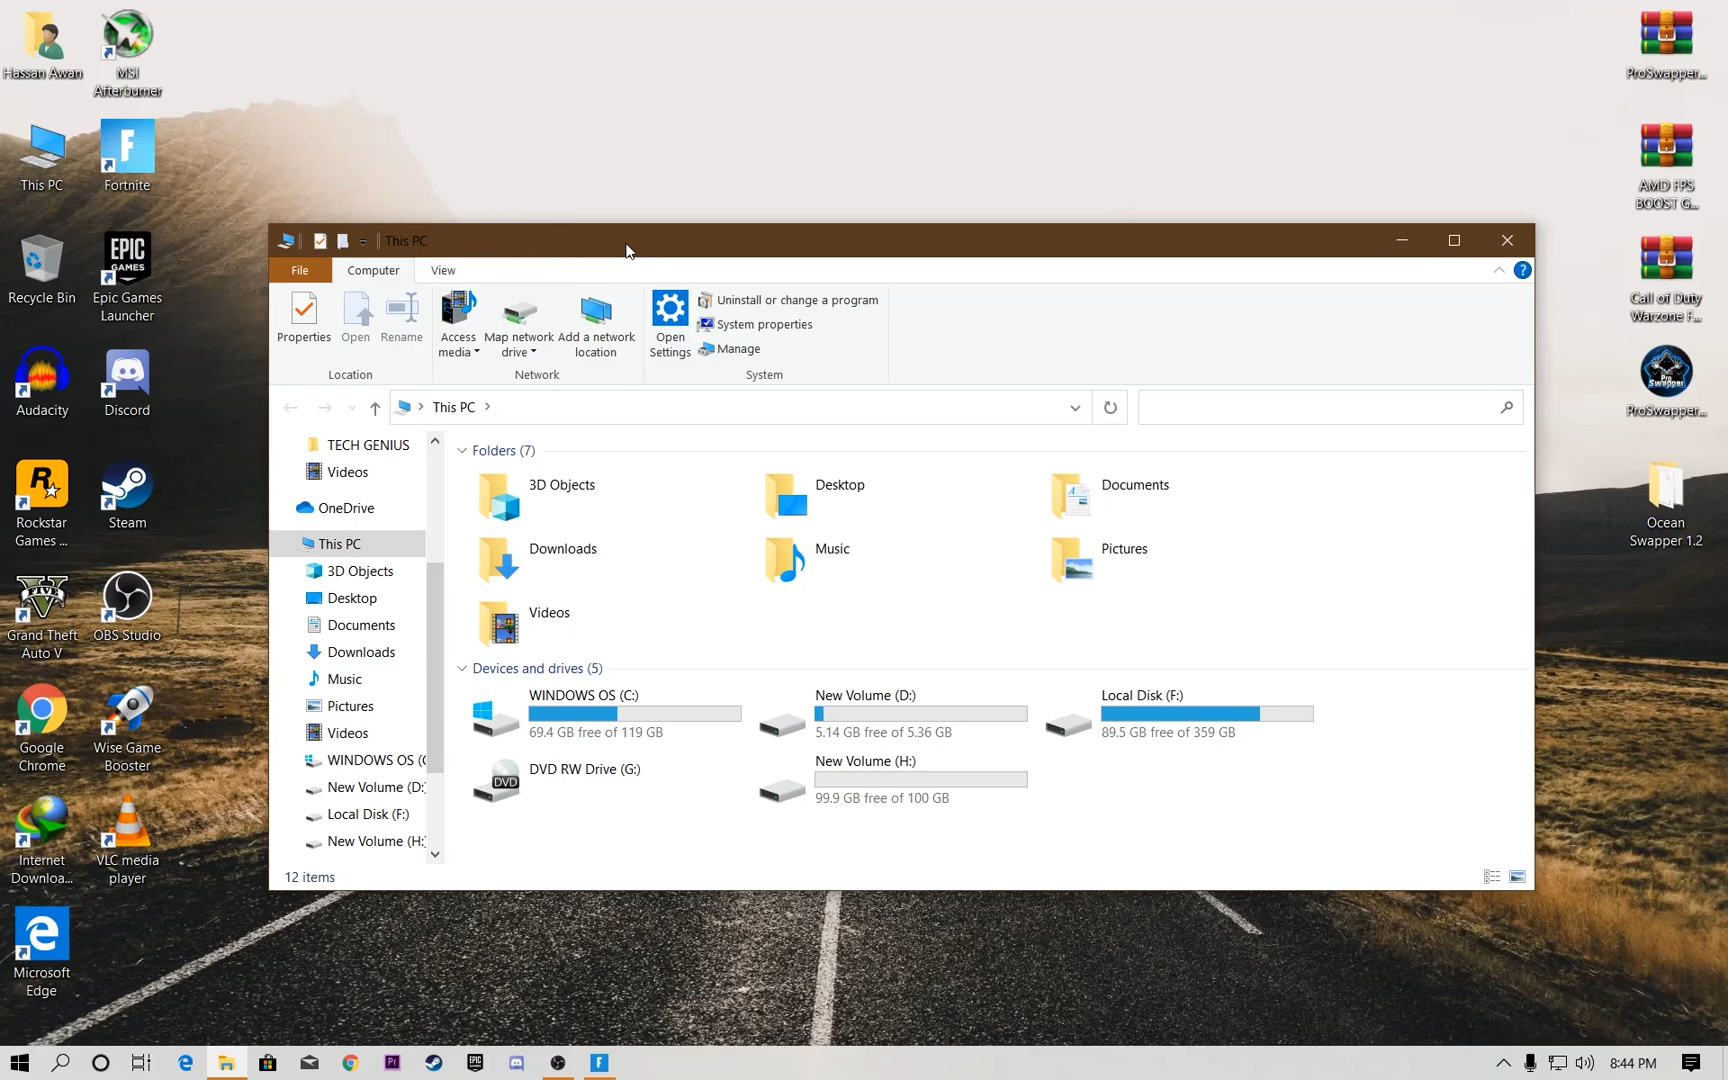 Hassan Awan
MSI
Afterburner
This PC
Fortnite
Recycle Bin
EPIC
GAMES
Epic Games
Launcher
Audacity
Discord
Rockstar
Games ...
Steam
Grand Theft
Auto V
OBS Studio
Google
Chrome
Wise Game
Booster
Internet
Downloa...
VLC media
player
Microsoft
Edge
This PC
File
Computer
View
Properties
Open
Rename
Location
Access
media
Map network
drive
Add a network
location
Network
Open
Settings
Uninstall or change a program
System properties
Manage
System
This PC
TECH GENIUS
Videos
OneDrive
This PC
3D Objects
Desktop
Documents
Downloads
Music
Pictures
Videos
WINDOWS OS (C
New Volume (D:)
Local Disk (F:)
New Volume (H:)
Folders (7)
3D Objects
Desktop
Documents
Downloads
Music
Pictures
Videos
Devices and drives (5)
WINDOWS OS (C:)
69.4 GB free of 119 GB
New Volume (D:)
5.14 GB free of 5.36 GB
Local Disk (F:)
89.5 GB free of 359 GB
DVD
DVD RW Drive (G:)
New Volume (H:)
99.9 GB free of 100 GB
12 items
ProSwapper...
AMD FPS
BOOST G...
Call of Duty
Warzone F...
Pro
Swapper
ProSwapper...
Ocean
Swapper 1.2
Pr
EPIC
8:44 PM